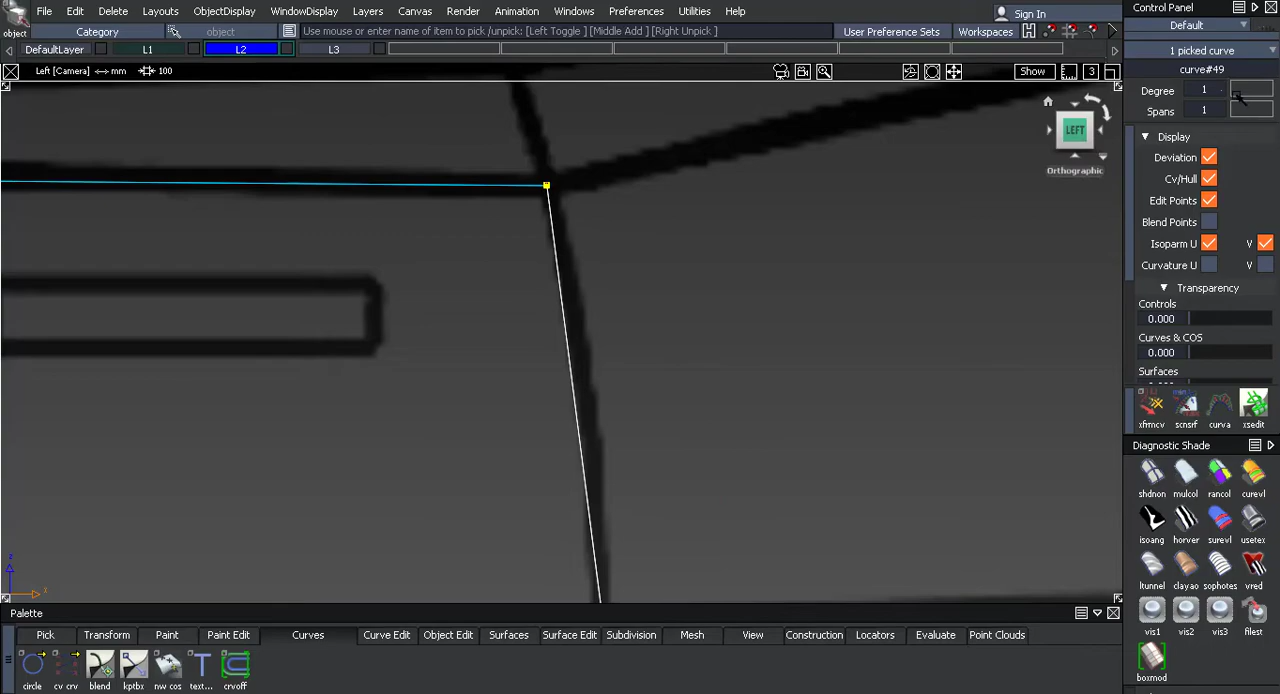 File Edit Delete Layouts ObjectDisplay WindowDisplay Layers Canvas Render Animation Windows Preferences Utilities Help Sign In
Control Panel
Default
object
Category
object
Use mouse or enter name of item to pick /unpick: [Left Toggle ] [Middle Add ] [Right Unpick ]
User Preference Sets
Workspaces
DefaultLayer L1 L2 L3
1 picked curve
curve#49
Left [Camera] <-> mm 100
Show
3
Degree 1
Spans 1
LEFT
Orthographic
Display
Deviation
Cv/Hull
Edit Points
Blend Points
Isoparm U V
Curvature U V
Transparency
Controls
0.000
Curves & COS
0.000
Surfaces
xfrmcv scnsrf curva xsedit
Diagnostic Shade
shdnon mulcol rancol curevl
isoang horver surevl usetex
ltunnel clayao sophotes vred
vis1 vis2 vis3 filest
boxmod
z
x
Palette
Pick Transform Paint Paint Edit Curves Curve Edit Object Edit Surfaces Surface Edit Subdivision Mesh View Construction Locators Evaluate Point Clouds
circle cv crv blend kptbx nw cos text... crvoff